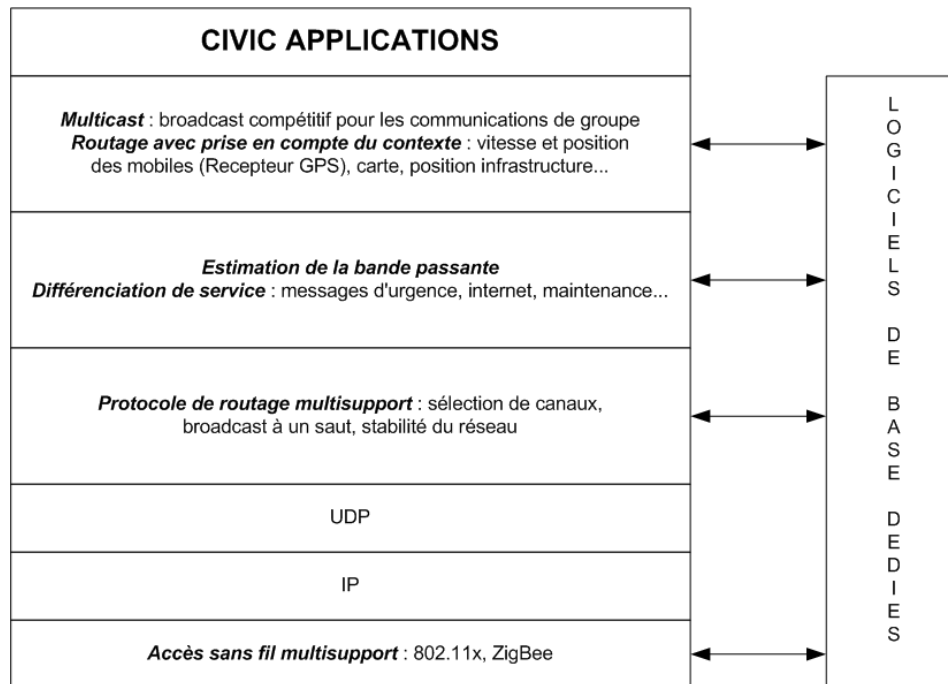 CIVIC APPLICATIONS
Multicast : broadcast compétitif pour les communications de groupe
Routage avec prise en compte du contexte : vitesse et position
des mobiles (Recepteur GPS), carte, position infrastructure...
Estimation de la bande passante
Différenciation de service : messages d'urgence, internet, maintenance...
Protocole de routage multisupport : sélection de canaux,
broadcast à un saut, stabilité du réseau
UDP
IP
Accès sans fil multisupport : 802.11x, ZigBee
LOGICIELS DE BASE DEDIES